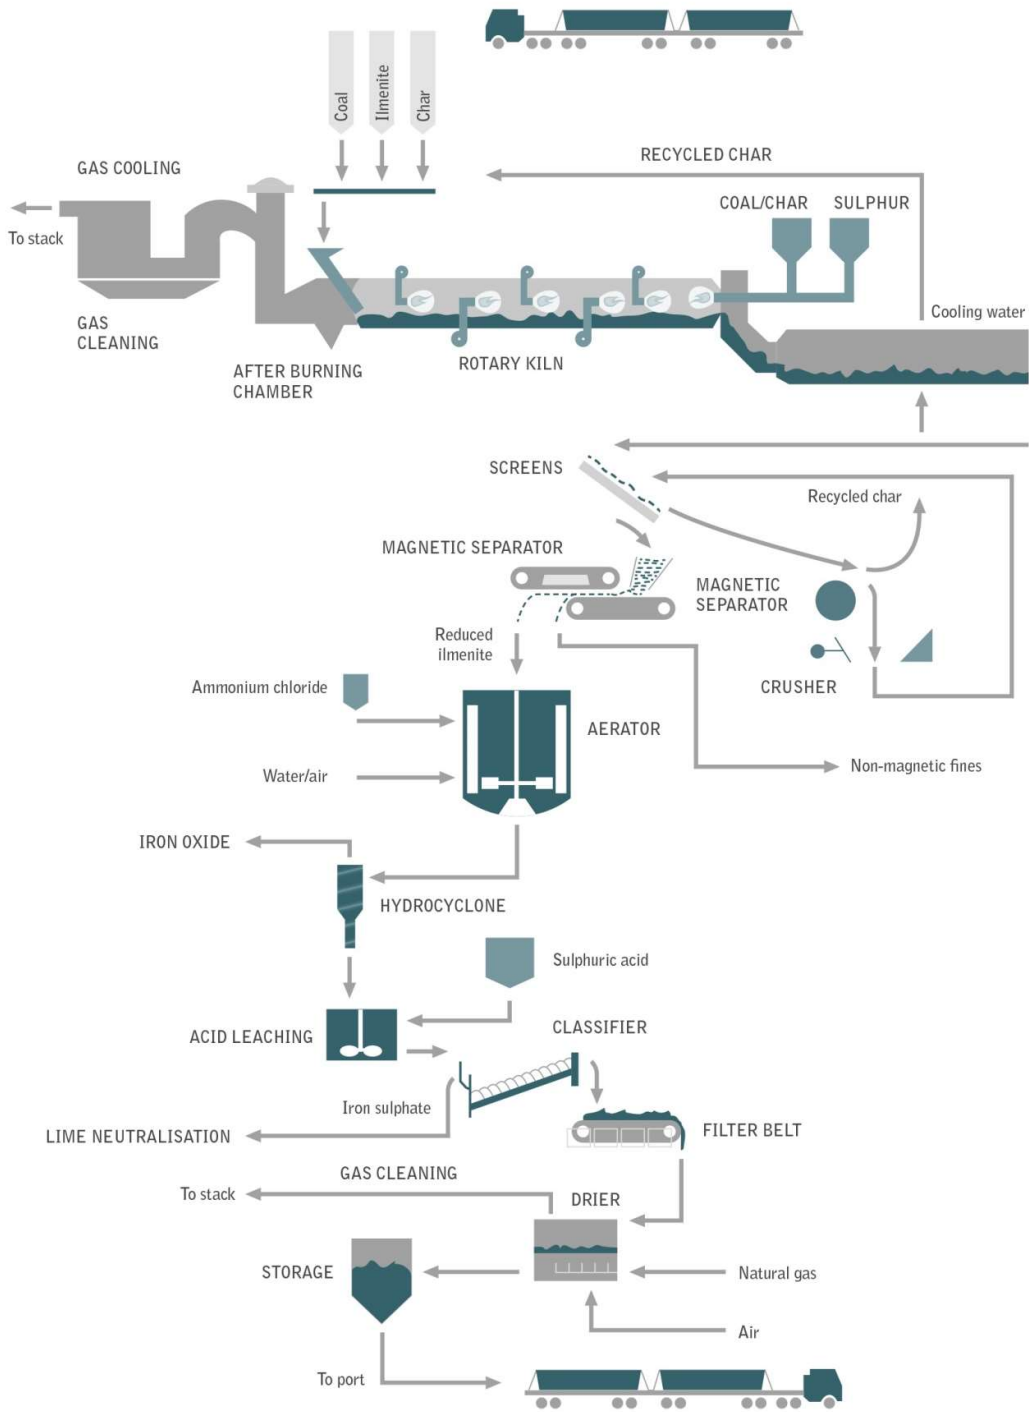 Coal
Ilmenite
Char
GAS COOLING
RECYCLED CHAR
COAL/CHAR
SULPHUR
To stack
Cooling water
GAS
CLEANING
AFTER BURNING
CHAMBER
ROTARY KILN
SCREENS
Recycled char
MAGNETIC SEPARATOR
MAGNETIC
SEPARATOR
Reduced
ilmenite
CRUSHER
Ammonium chloride
AERATOR
Water/air
Non-magnetic fines
IRON OXIDE
HYDROCYCLONE
Sulphuric acid
ACID LEACHING
CLASSIFIER
Iron sulphate
LIME NEUTRALISATION
FILTER BELT
GAS CLEANING
To stack
DRIER
STORAGE
Natural gas
Air
To port